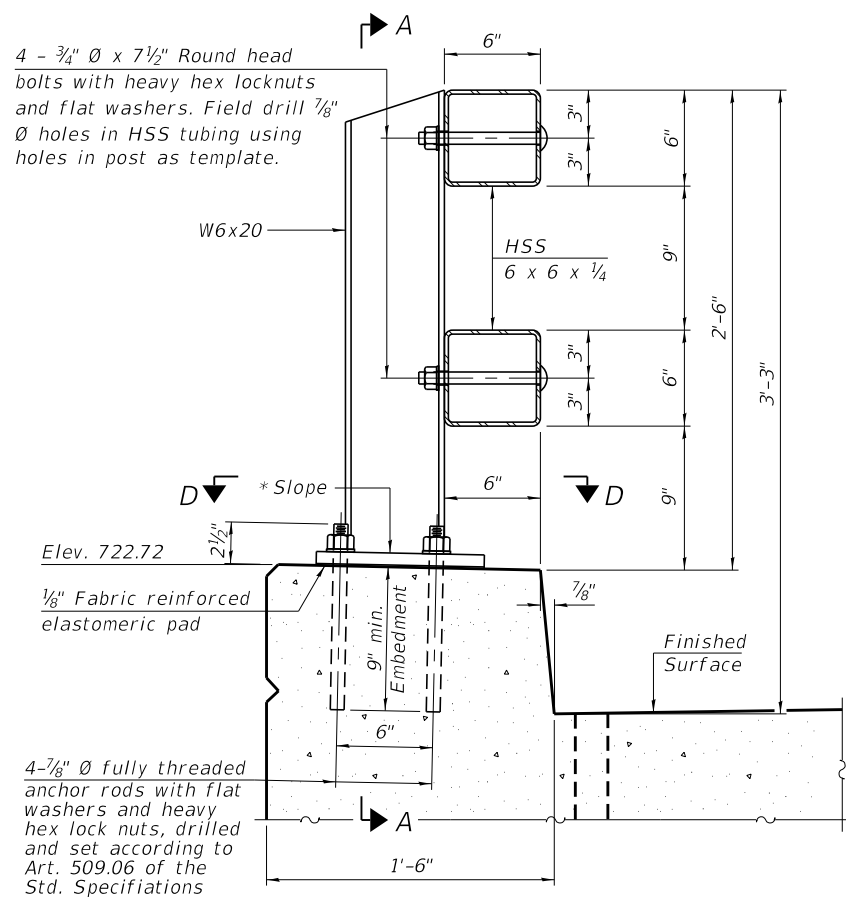 A
6"
4 - ¾" Ø x 7½" Round head
bolts with heavy hex locknuts
and flat washers. Field drill ⅞"
Ø holes in HSS tubing using
holes in post as template.
3"
3"
6"
W6x20
HSS
6 x 6 x ¼
9"
2'-6"
3'-3"
3"
3"
6"
D
* Slope
6"
D
9"
2½"
Elev. 722.72
⅛" Fabric reinforced
elastomeric pad
9" min.
Embedment
⅞"
Finished
Surface
6"
4-⅞" Ø fully threaded
anchor rods with flat
washers and heavy
hex lock nuts, drilled
and set according to
Art. 509.06 of the
Std. Specifiations
A
1'-6"